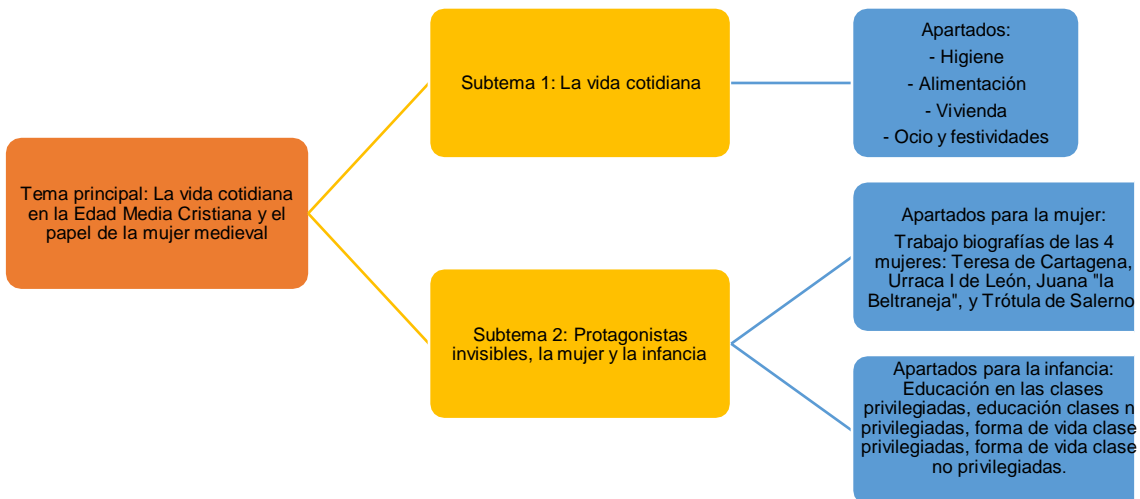 Apartados:
- Higiene
- Alimentación
- Vivienda
- Ocio y festividades
Subtema 1: La vida cotidiana
Tema principal: La vida cotidiana
en la Edad Media Cristiana y el
papel de la mujer medieval
Apartados para la mujer:
Trabajo biografías de las 4
mujeres: Teresa de Cartagena,
Urraca I de León, Juana "la
Beltraneja", y Trótula de Salerno
Subtema 2: Protagonistas
invisibles, la mujer y la infancia
Apartados para la infancia:
Educación en las clases
privilegiadas, educación clases n
privilegiadas, forma de vida clase
privilegiadas, forma de vida clase
no privilegiadas.